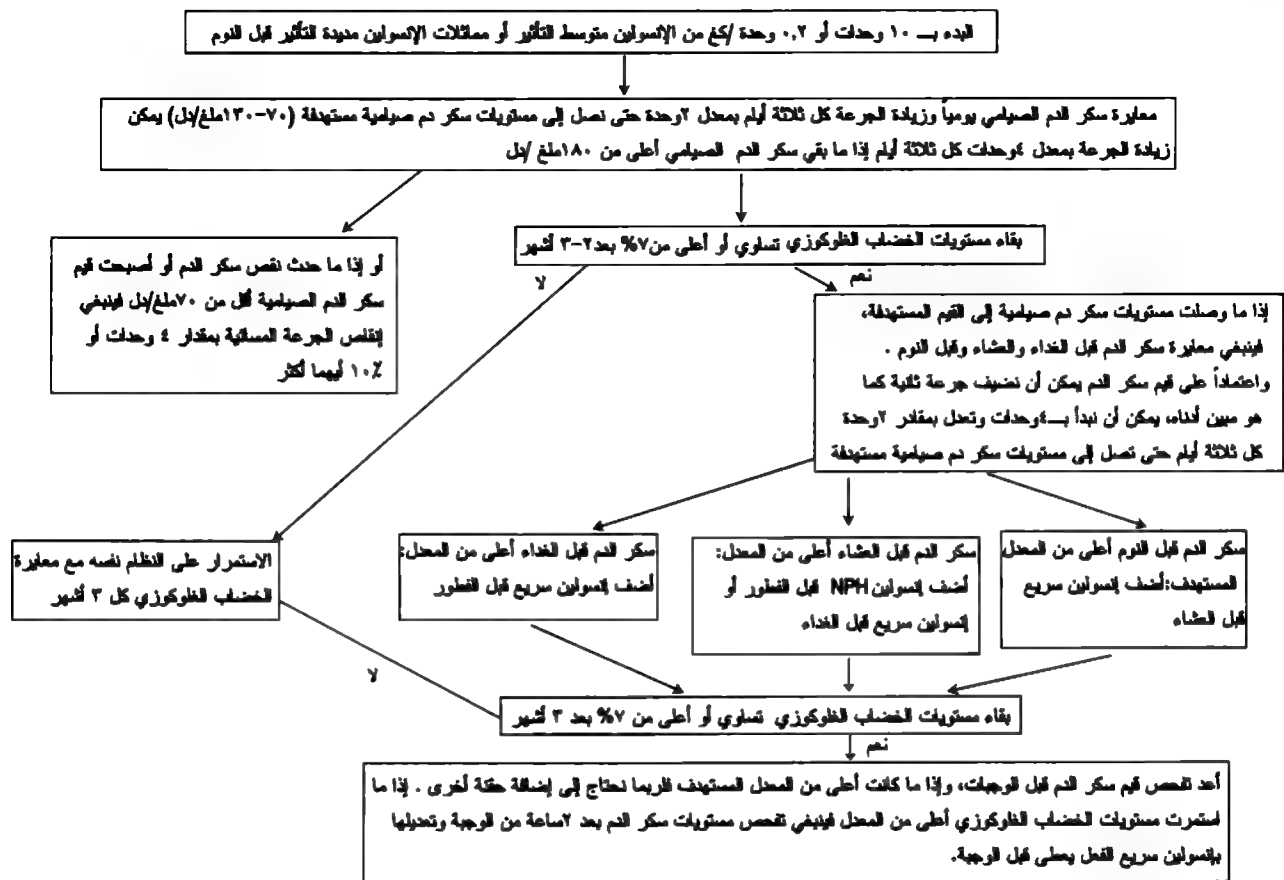 البدء بـ ١٠ وحدات أو ٠,٢ وحدة /كغ من الإنسولين متوسط التأثير أو مماثلات الإنسولين مديدة التأثير قبل النوم
معايرة سكر الدم الصيامي يومياً وزيادة الجرعة كل ثلاثة أيام بمعدل ٢وحدة حتى نصل إلى مستويات سكر دم صيامية مستهدفة (٧٠-١٣٠ملغ/دل) يمكن
زيادة الجرعة بمعدل ٤وحدات كل ثلاثة أيام إذا ما بقي سكر الدم الصيامي أعلى من ١٨٠ملغ /دل
بقاء مستويات الخضاب الغلوكوزي تساوي أو أعلى من٧% بعد٢-٣ أشهر
أو إذا ما حدث نقص سكر الدم أو أصبحت قيم
سكر الدم الصيامية أقل من ٧٠ملغ/دل فينبغي
إنقاص الجرعة المسائية بمقدار ٤ وحدات أو
١٠٪ أيهما أكثر
لا
نعم
إذا ما وصلت مستويات سكر دم صيامية إلى القيم المستهدفة،
فينبغي معايرة سكر الدم قبل الغداء والعشاء وقبل النوم .
واعتماداً على قيم سكر الدم يمكن أن نضيف جرعة ثانية كما
هو مبين أدناه، يمكن أن نبدأ بـ٤وحدات وتعدل بمقادر ٢وحدة
كل ثلاثة أيام حتى تصل إلى مستويات سكر دم صيامية مستهدفة
سكر الدم قبل النوم أعلى من المعدل
المستهدف:أضف إنسولين سريع
قبل العشاء
سكر الدم قبل العشاء أعلى من المعدل:
أضف إنسولين NPH قبل الفطور أو
إنسولين سريع قبل الغداء
سكر الدم قبل الغداء أعلى من المعدل:
أضف إنسولين سريع قبل الفطور
الاستمرار على النظام نفسه مع معايرة
الخضاب الغلوكوزي كل ٣ أشهر
لا
بقاء مستويات الخضاب الغلوكوزي تساوي أو أعلى من ٧% بعد ٣ أشهر
نعم
أعد تفحص قيم سكر الدم قبل الوجبات، وإذا ما كانت أعلى من المعدل المستهدف فلربما نحتاج إلى إضافة حقنة أخرى . إذا ما
استمرت مستويات الخضاب الغلوكوزي أعلى من المعدل فينبغي تفحص مستويات سكر الدم بعد ٢ساعة من الوجبة وتعديلها
بإنسولين سريع الفعل يعطى قبل الوجبة.